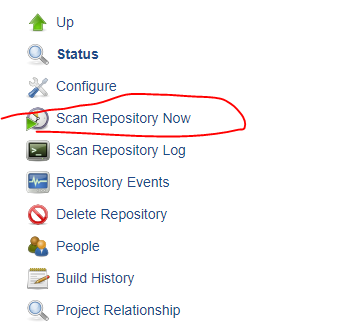 Up
Status
Configure
Scan Repository Now
Scan Repository Log
Repository Events
Delete Repository
People
Build History
Project Relationship